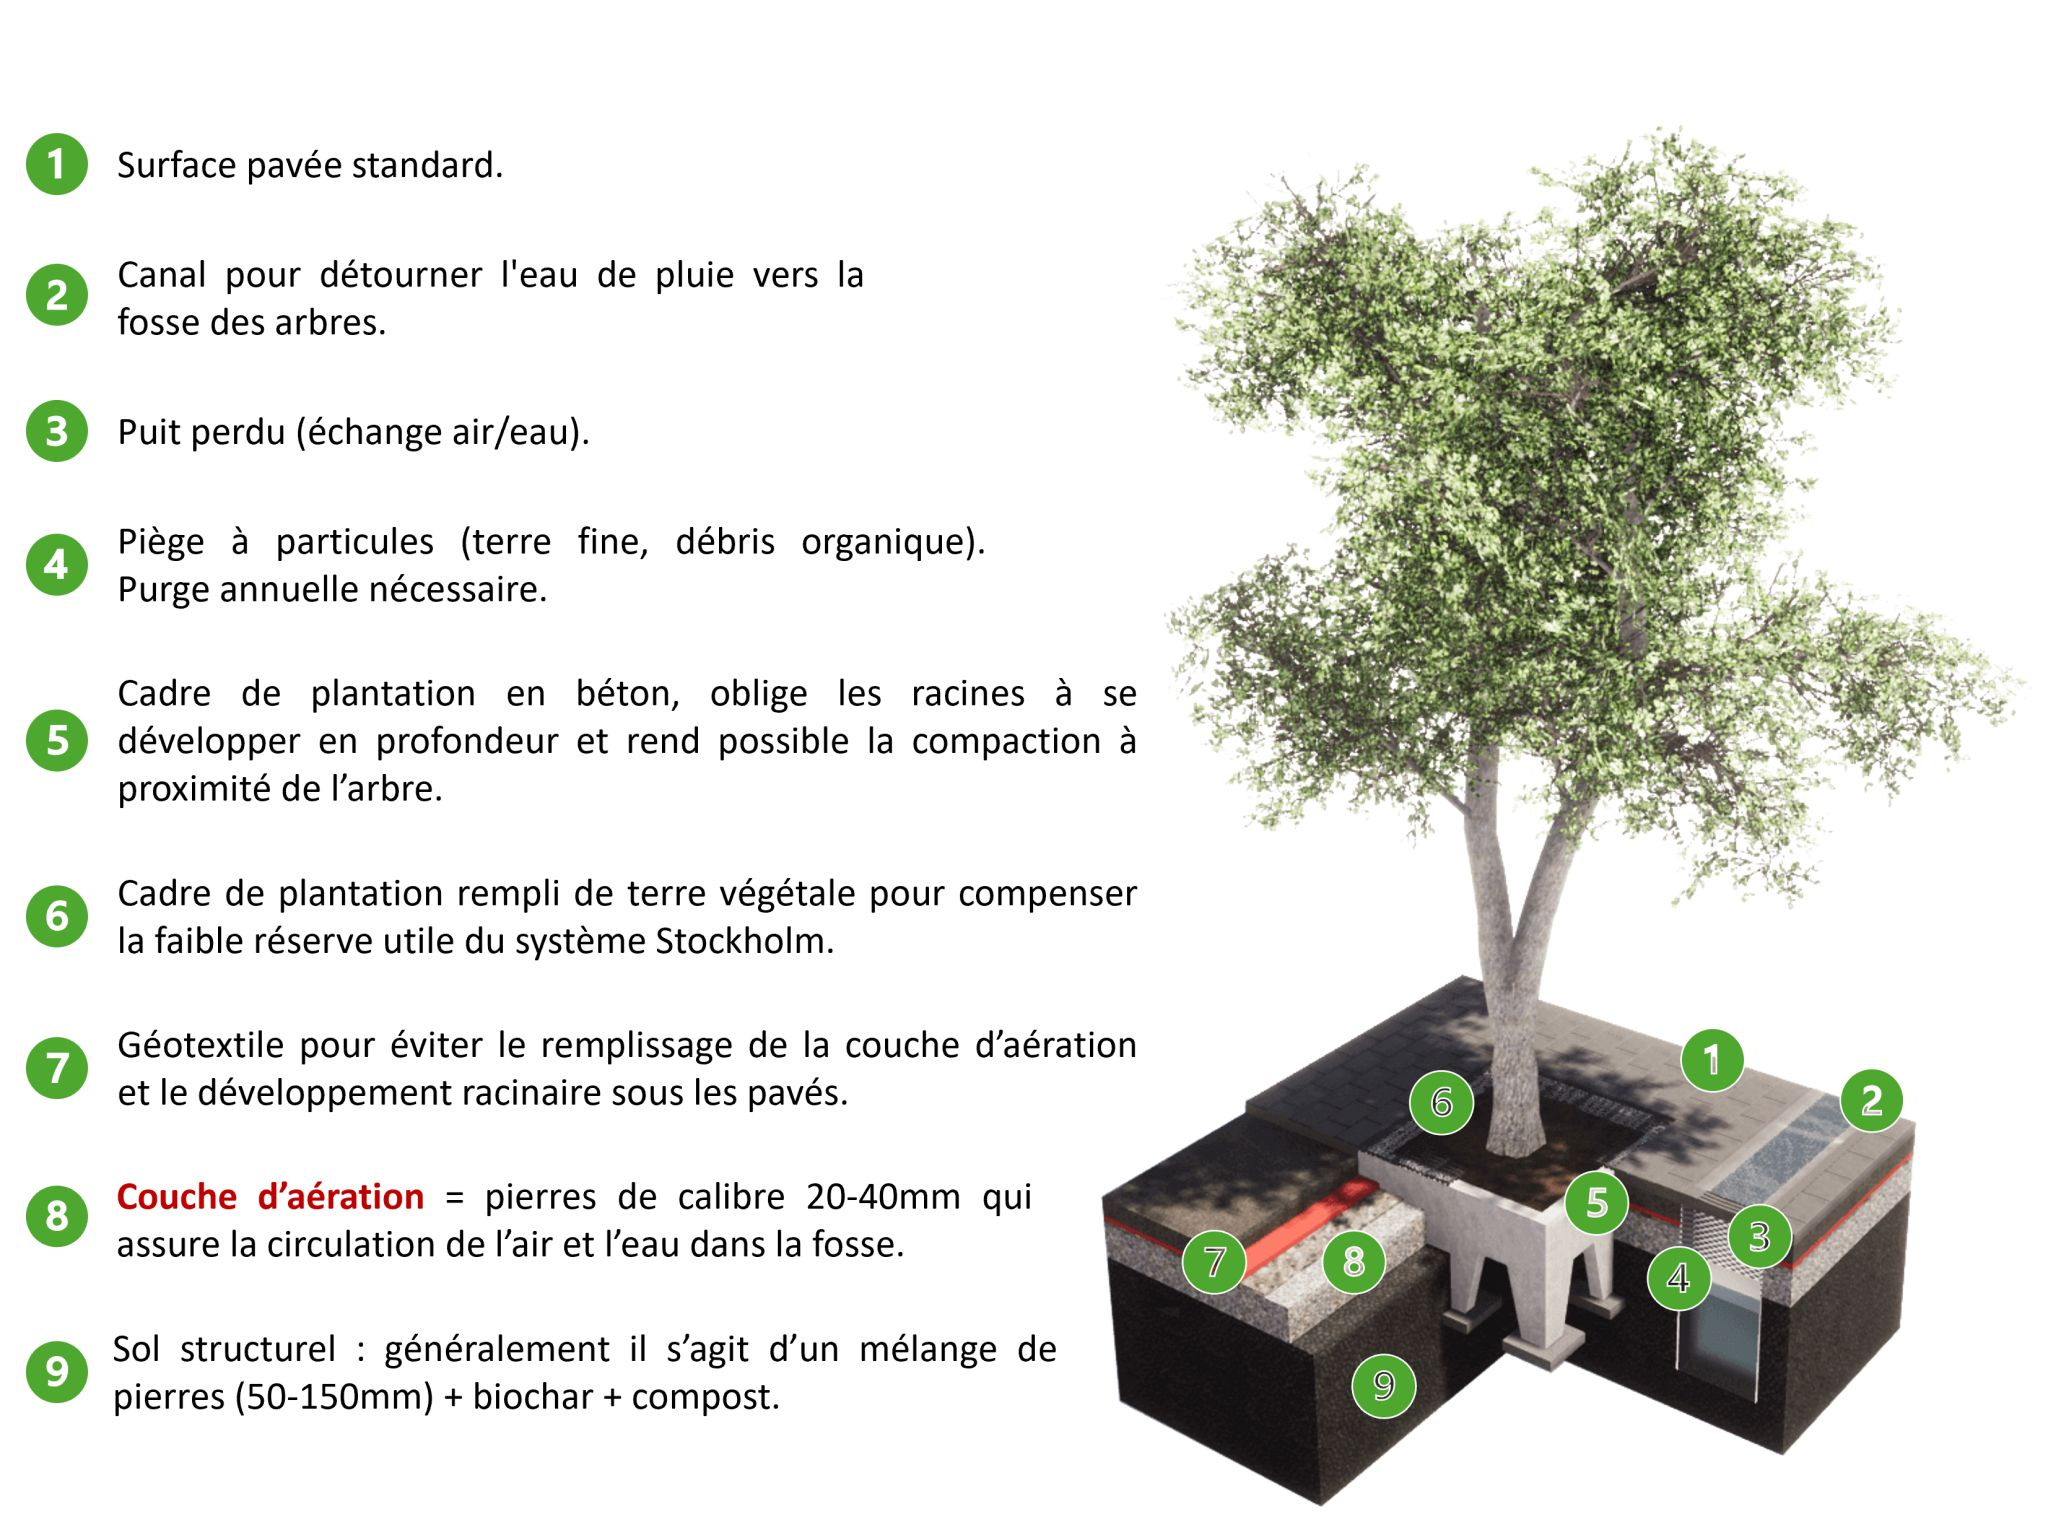 1 Surface pavée standard.
2 Canal pour détourner l'eau de pluie vers la
fosse des arbres.
3 Puit perdu (échange air/eau).
4 Piège à particules (terre fine, débris organique).
Purge annuelle nécessaire.
5 Cadre de plantation en béton, oblige les racines à se
développer en profondeur et rend possible la compaction à
proximité de l’arbre.
6 Cadre de plantation rempli de terre végétale pour compenser
la faible réserve utile du système Stockholm.
7 Géotextile pour éviter le remplissage de la couche d’aération
et le développement racinaire sous les pavés.
8 Couche d’aération = pierres de calibre 20-40mm qui
assure la circulation de l’air et l’eau dans la fosse.
9 Sol structurel : généralement il s’agit d’un mélange de
pierres (50-150mm) + biochar + compost.
1
2
6
5
3
7
8
4
9